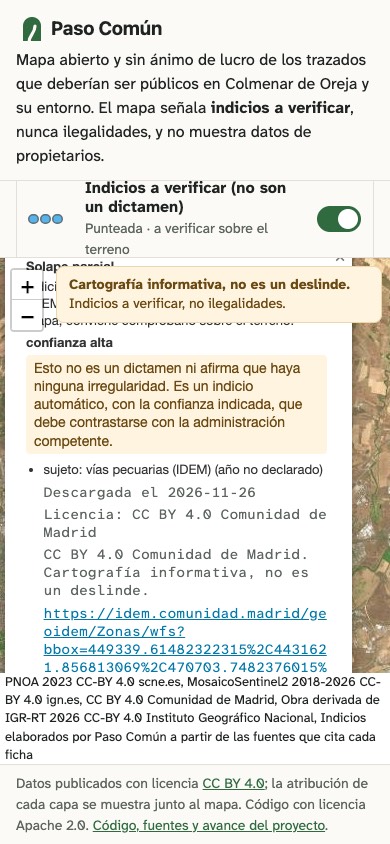 Paso Común
Mapa abierto y sin ánimo de lucro de los trazados
que deberían ser públicos en Colmenar de Oreja y
su entorno. El mapa señala indicios a verificar,
nunca ilegalidades, y no muestra datos de
propietarios.
Indicios a verificar (no son
un dictamen)
Punteada · a verificar sobre el
terreno
Solape parcial
+
−
Cartografía informativa, no es un deslinde.
Indicios a verificar, no ilegalidades.
confianza alta
Esto no es un dictamen ni afirma que haya
ninguna irregularidad. Es un indicio
automático, con la confianza indicada, que
debe contrastarse con la administración
competente.
• sujeto: vías pecuarias (IDEM) (año no declarado)
Descargada el 2026-11-26
Licencia: CC BY 4.0 Comunidad de
Madrid
CC BY 4.0 Comunidad de Madrid.
Cartografía informativa, no es
un deslinde.
https://idem.comunidad.madrid/ge
oidem/Zonas/wfs?
bbox=449339.61482322315%2C443162
1.856813069%2C470703.7482376015%
PNOA 2023 CC-BY 4.0 scne.es, MosaicoSentinel2 2018-2026 CC-
BY 4.0 ign.es, CC BY 4.0 Comunidad de Madrid, Obra derivada de
IGR-RT 2026 CC-BY 4.0 Instituto Geográfico Nacional, Indicios
elaborados por Paso Común a partir de las fuentes que cita cada
ficha
Datos publicados con licencia CC BY 4.0; la atribución de
cada capa se muestra junto al mapa. Código con licencia
Apache 2.0. Código, fuentes y avance del proyecto.